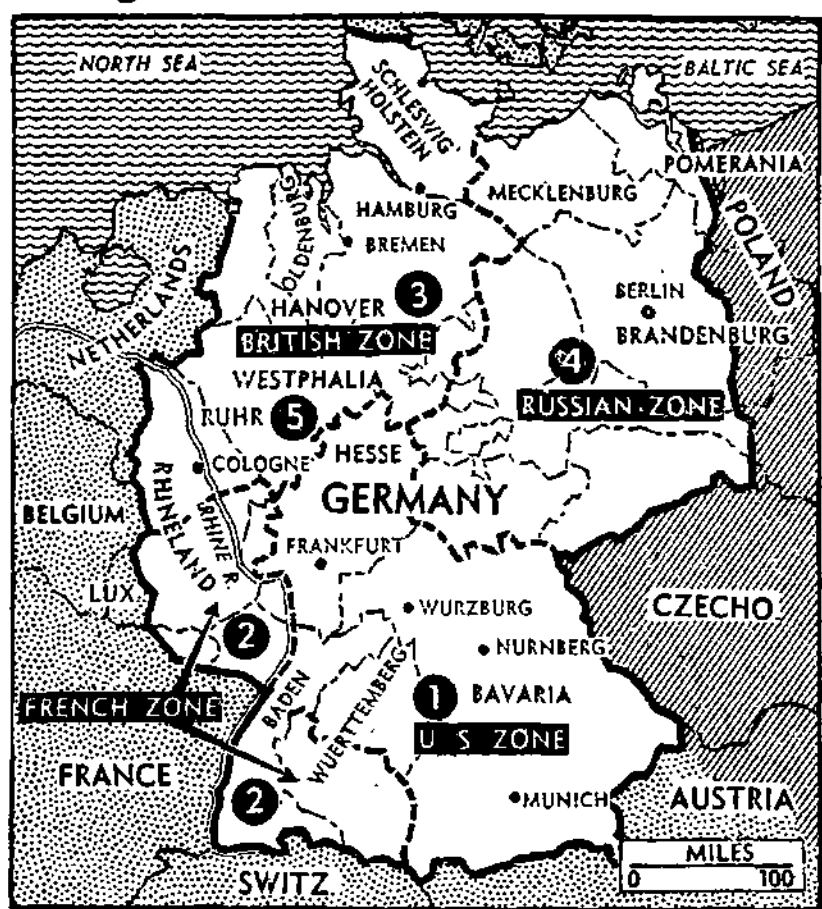 NORTH SEA
BALTIC SEA
SCHLESWIG
HOLSTEIN
POMERANIA
MECKLENBURG
HAMBURG
OLDENBURG
BREMEN
POLAND
NETHERLANDS
HANOVER 3
BRITISH ZONE
BERLIN
BRANDENBURG
4
RUSSIAN ZONE
WESTPHALIA
RUHR 5
HESSE
COLOGNE
GERMANY
RHINELAND
RHINE R.
BELGIUM
FRANKFURT
LUX.
WURZBURG
CZECHO
2
NURNBERG
BADEN
WUERTTEMBERG
1 BAVARIA
U S ZONE
FRENCH ZONE
FRANCE
2
MUNICH
AUSTRIA
MILES
0 100
SWITZ